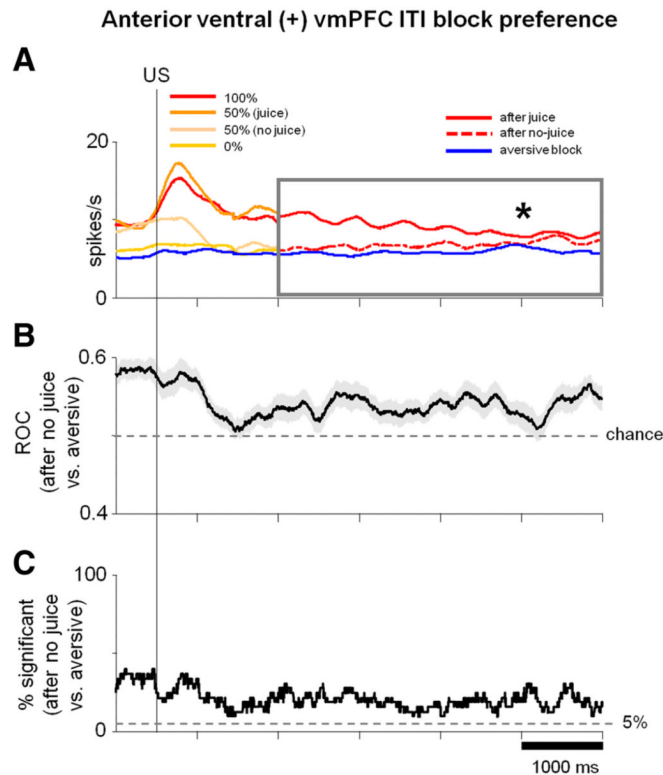 Anterior ventral (+) vmPFC ITI block preference
A
US
100%
50% (juice)
50% (no juice)
0%
after juice
after no-juice
aversive block
20
spikes/s
0
*
B
0.6
ROC
(after no juice
vs. aversive)
chance
0.4
C
100
% significant
(after no juice
vs. aversive)
5%
0
1000 ms